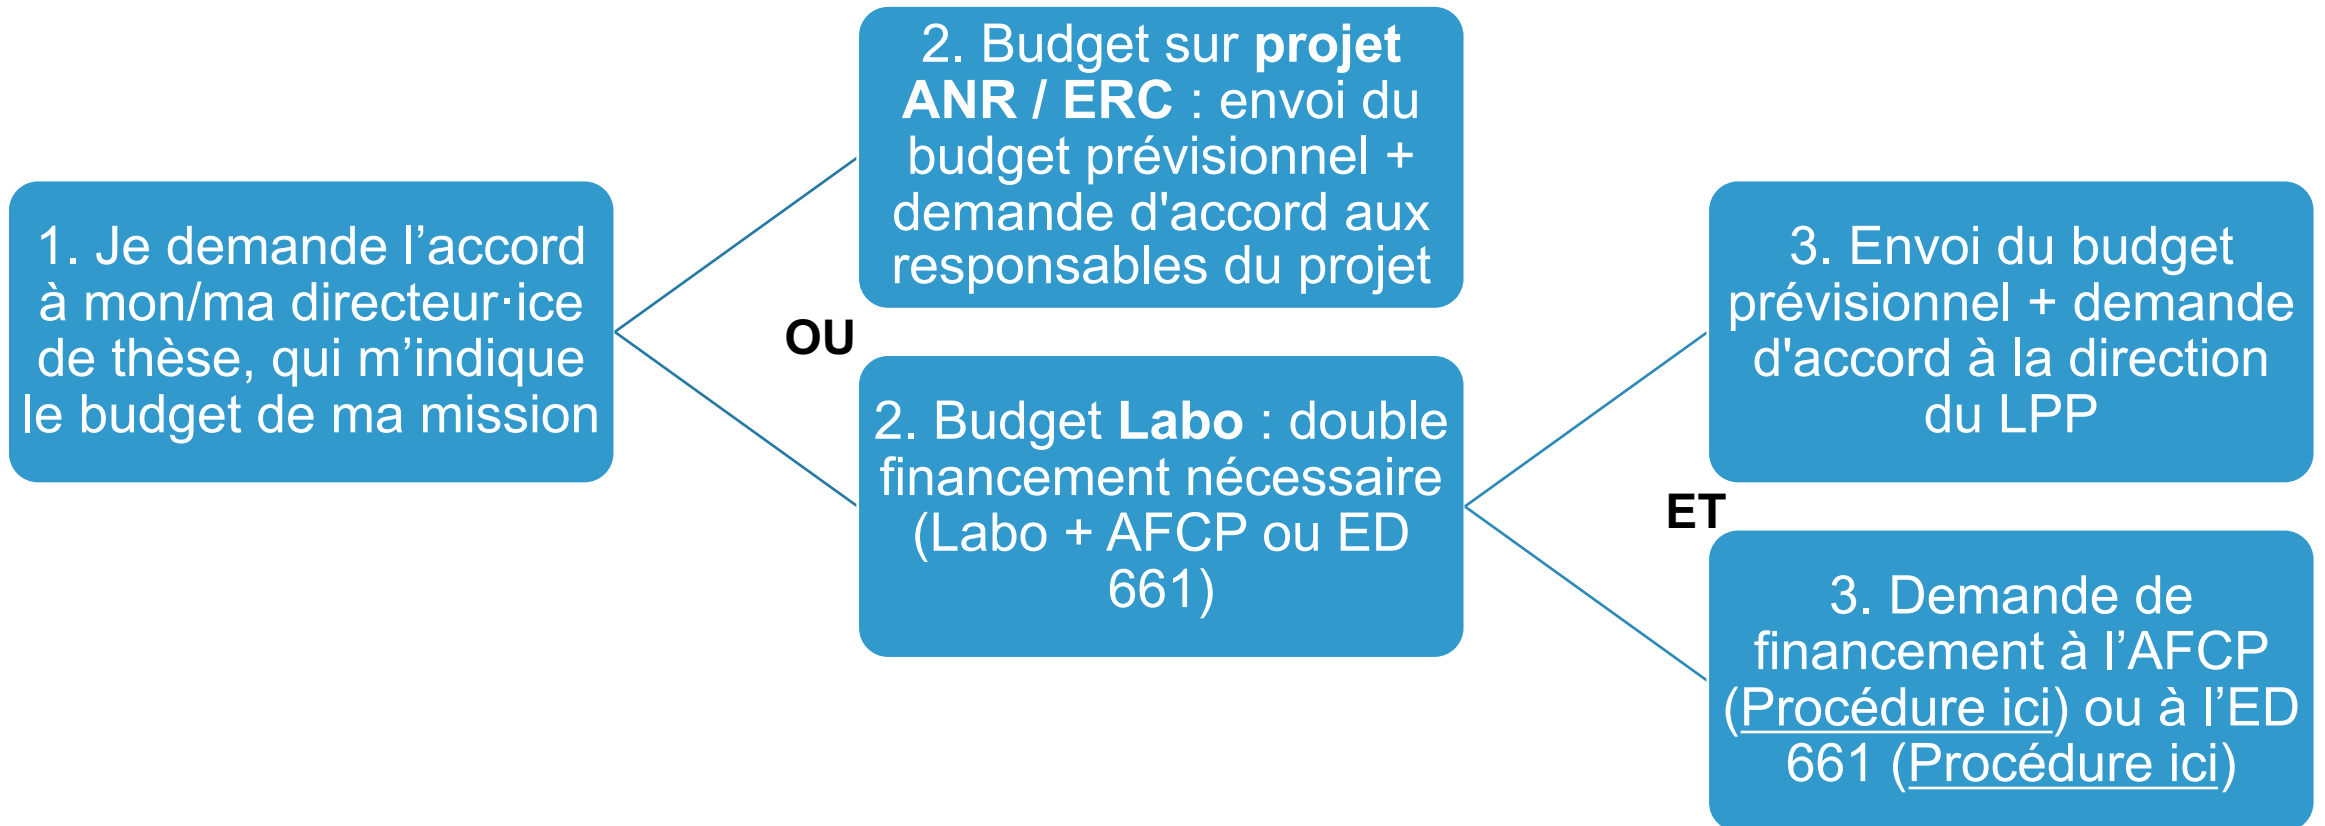 1. Je demande l’accord
à mon/ma directeur·ice
de thèse, qui m’indique
le budget de ma mission
2. Budget sur projet
ANR / ERC : envoi du
budget prévisionnel +
demande d'accord aux
responsables du projet
OU
2. Budget Labo : double
financement nécessaire
(Labo + AFCP ou ED
661)
3. Envoi du budget
prévisionnel + demande
d'accord à la direction
du LPP
ET
3. Demande de
financement à l’AFCP
(Procédure ici) ou à l’ED
661 (Procédure ici)